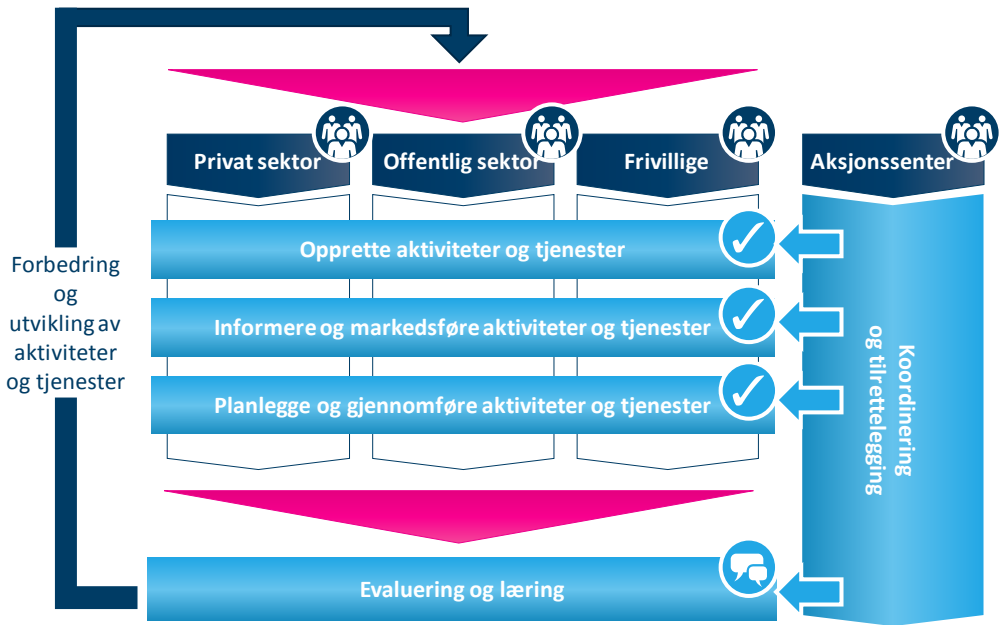 Privat sektor
Offentlig sektor
Frivillige
Aksjonssenter
Opprette aktiviteter og tjenester
Informere og markedsføre aktiviteter og tjenester
Planlegge og gjennomføre aktiviteter og tjenester
Evaluering og læring
Koordinering
og tilrettelegging
Forbedring
og
utvikling av
aktiviteter
og tjenester